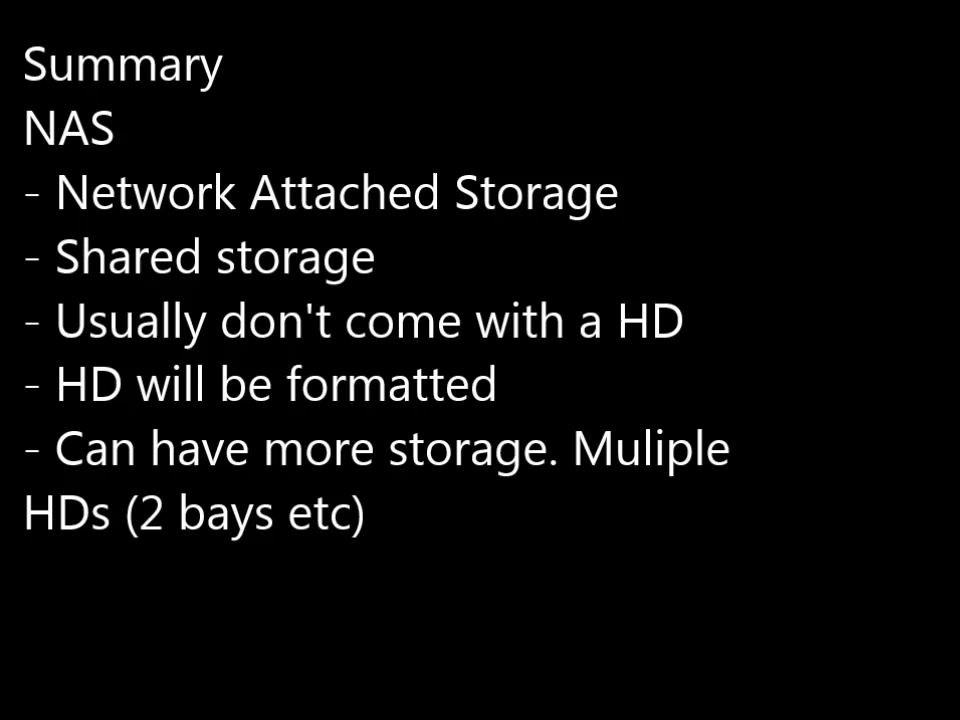 Summary
NAS
- Network Attached Storage
- Shared storage
- Usually don't come with a HD
- HD will be formatted
- Can have more storage. Muliple
HDs (2 bays etc)